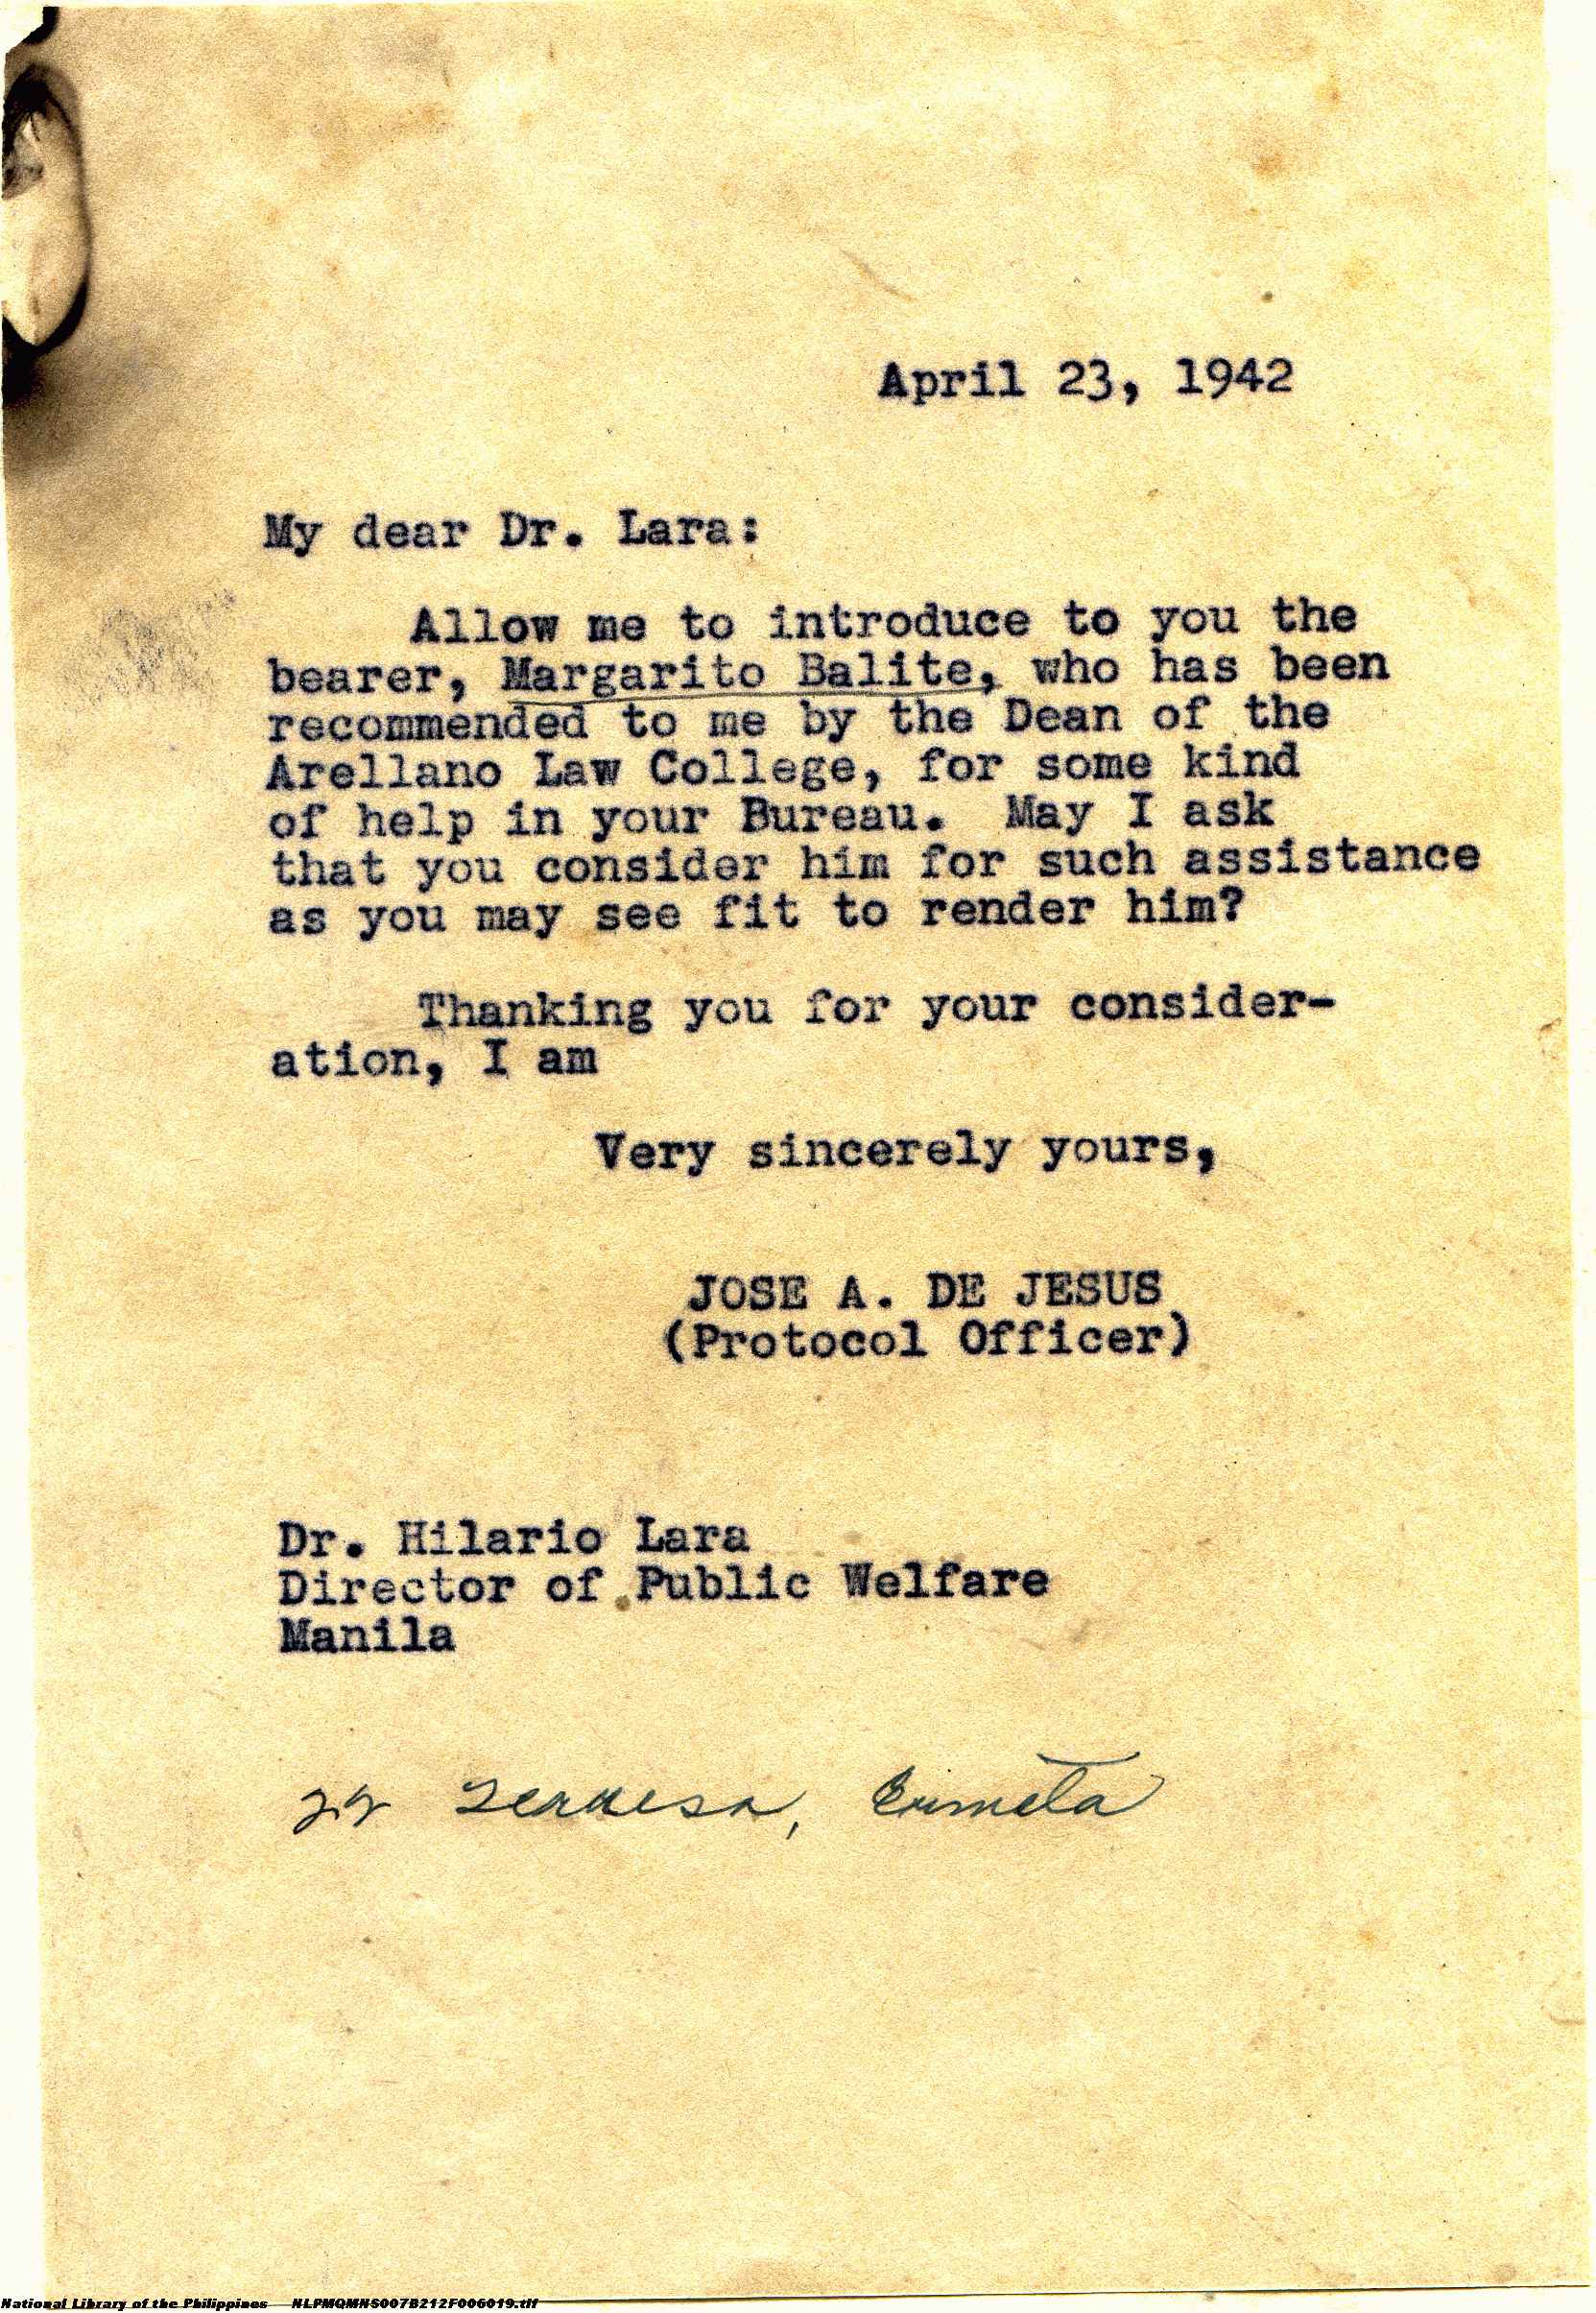 April 23, 1942
My dear Dr. Lara:
Allow me to introduce to you the
bearer, Margarito Balite, who has been
recommended to me by the Dean of the
Arellano Law College, for some kind
of help in your Bureau. May I ask
that you consider him for such assistance
as you may see fit to render him?
Thanking you for your consider-
ation, I am
Very sincerely yours,
JOSE A. DE JESUS
(Protocol Officer)
Dr. Hilario Lara
Director of Public Welfare
Manila
National Library of the Philippines NLPMQMNS007B212F006019.tif